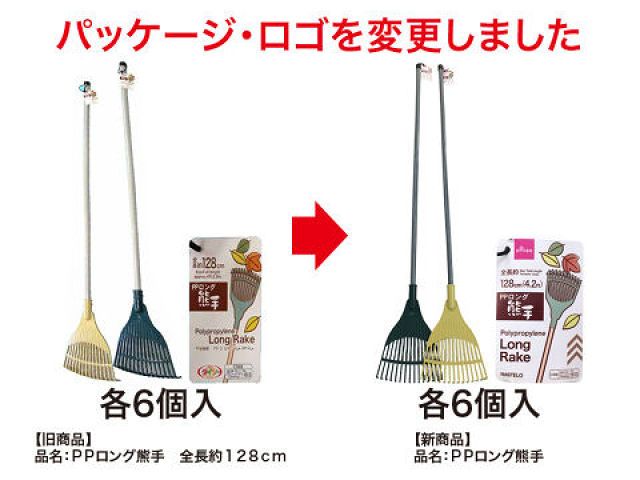 パッケージ・ロゴを変更しました
全長約128cm
PPロング
熊手
Polypropylene
Long Rake
全長約
128cm(4.2ft)
PPロング
熊手
Polypropylene
Long
Rake
各6個入
各6個入
【旧商品】
品名：PPロング熊手 全長約128cm
【新商品】
品名：PPロング熊手